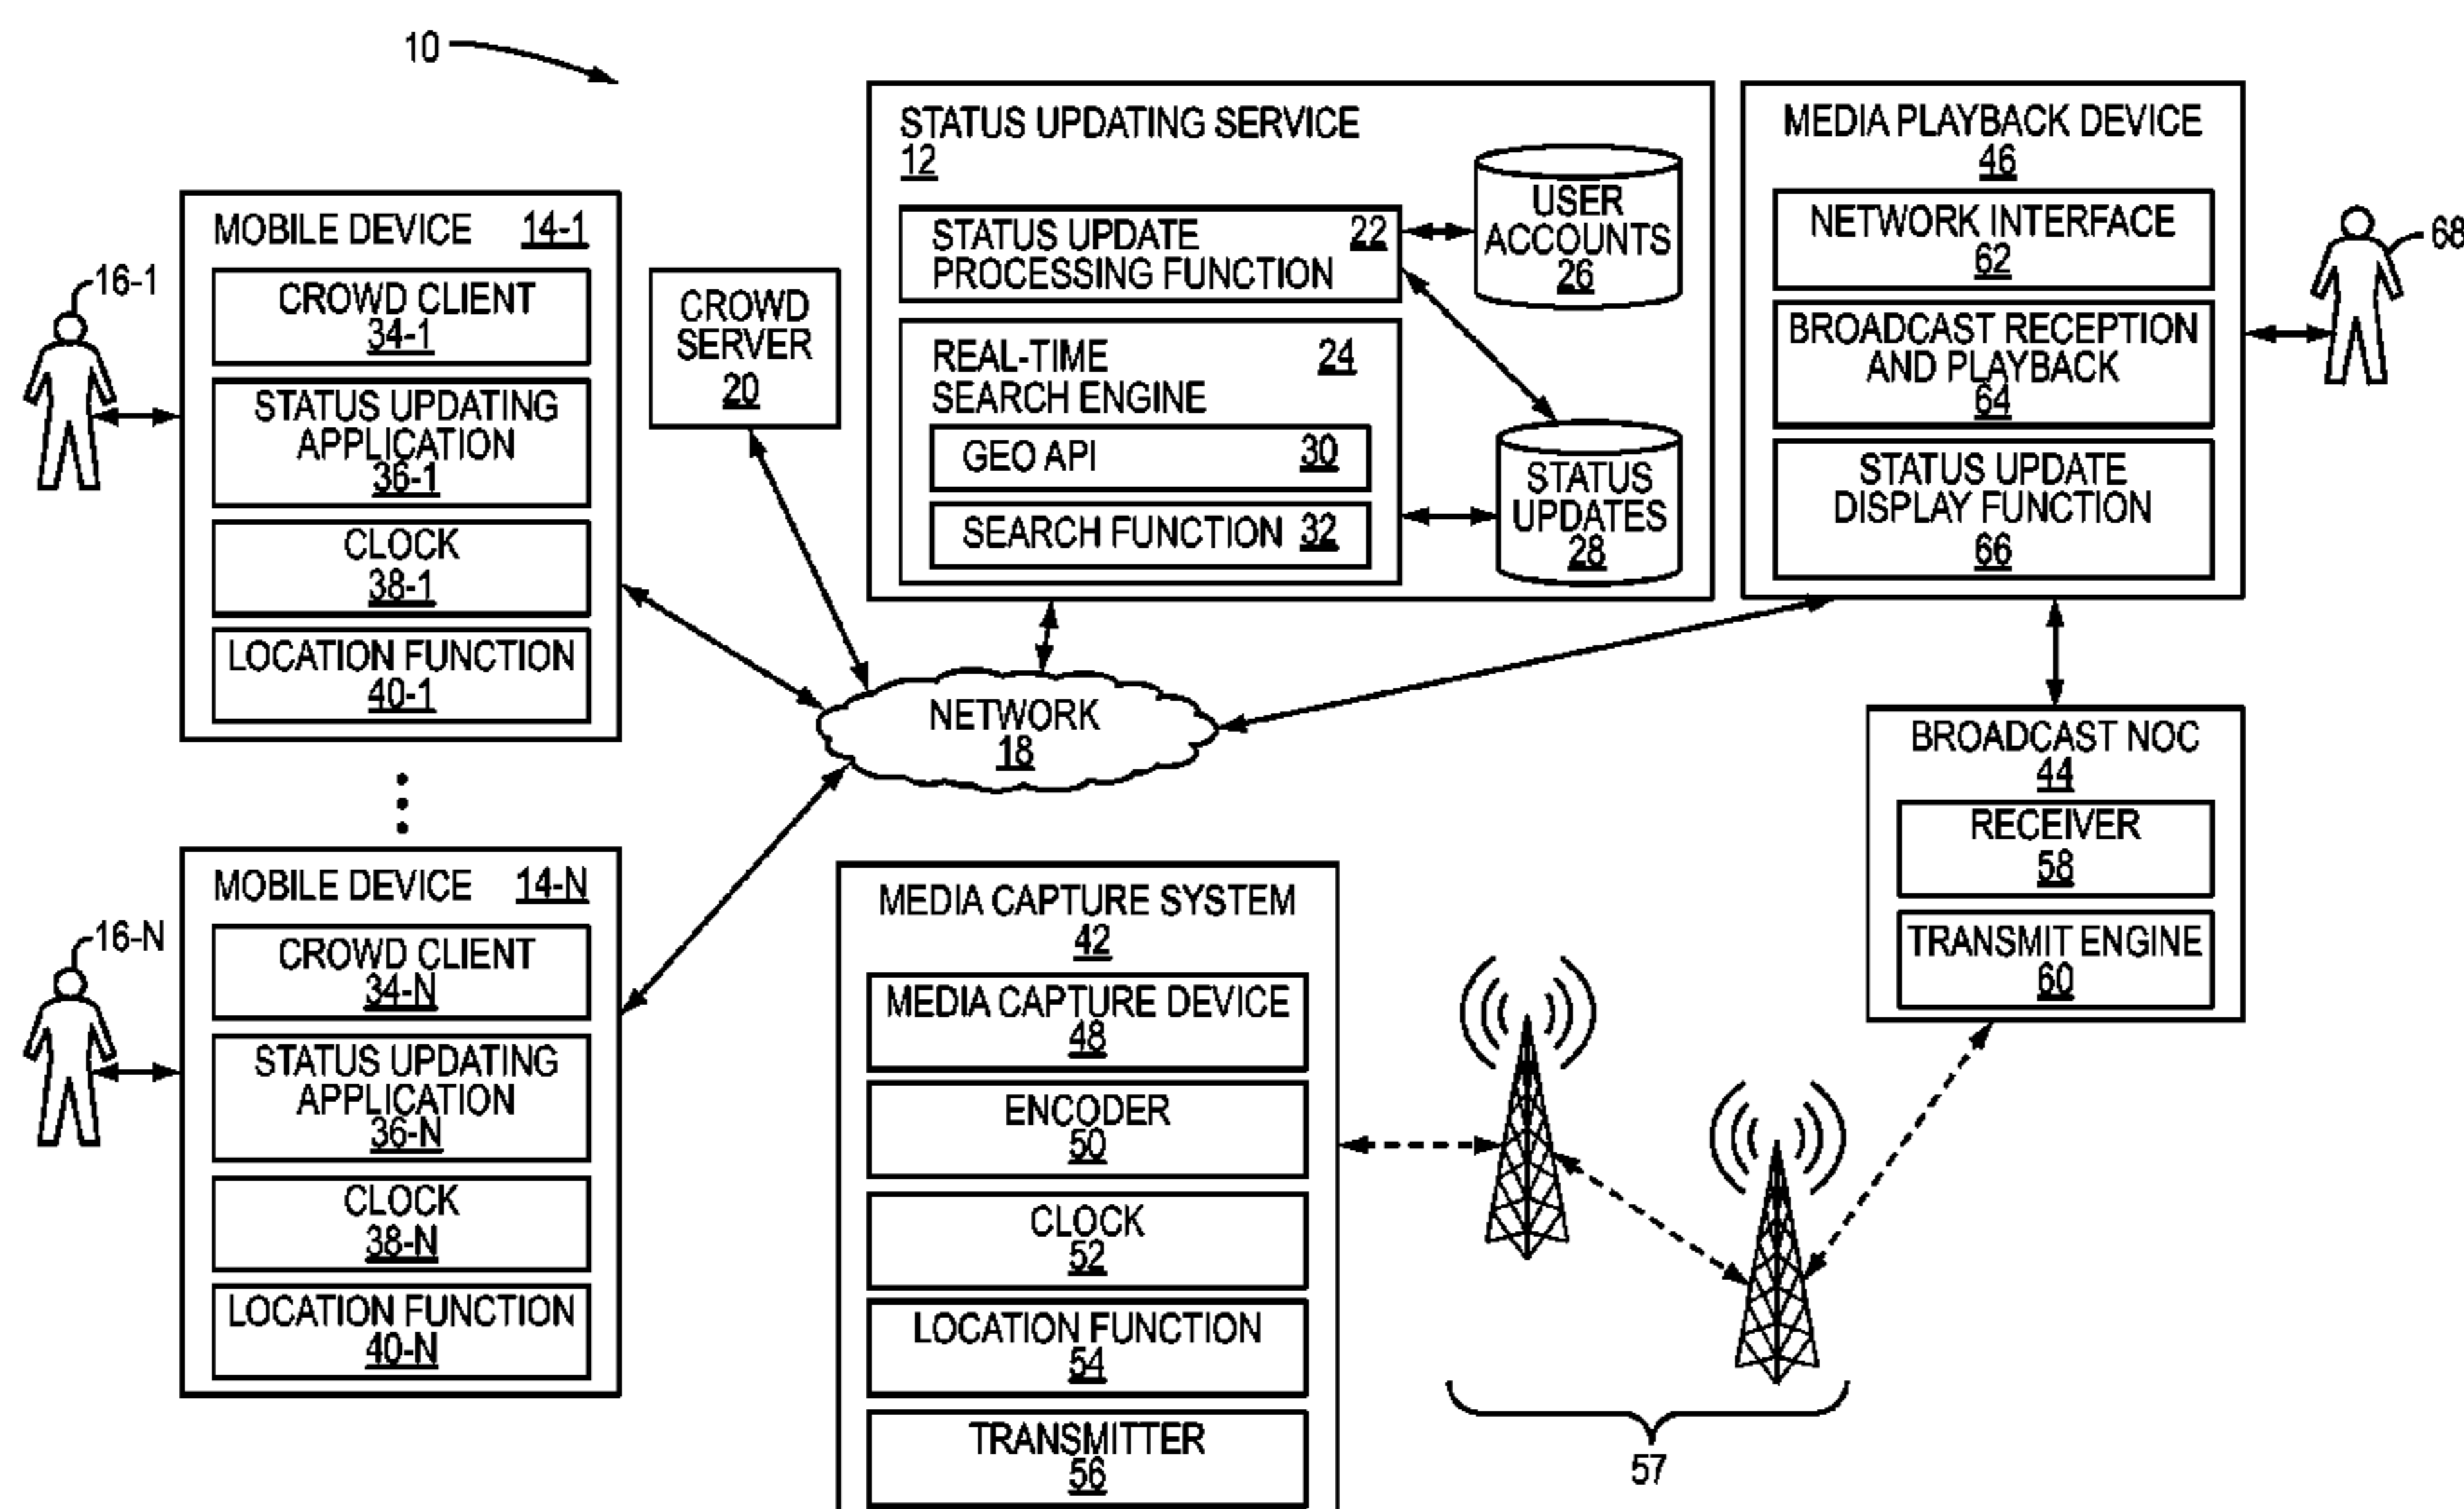 10
STATUS UPDATING SERVICE
12
STATUS UPDATE
PROCESSING FUNCTION
22
USER
ACCOUNTS
26
REAL-TIME
SEARCH ENGINE
24
GEO API 30
SEARCH FUNCTION 32
STATUS
UPDATES
28
MEDIA PLAYBACK DEVICE
46
NETWORK INTERFACE
62
BROADCAST RECEPTION
AND PLAYBACK
64
STATUS UPDATE
DISPLAY FUNCTION
66
68
MOBILE DEVICE 14-1
16-1
CROWD CLIENT
34-1
STATUS UPDATING
APPLICATION
36-1
CLOCK
38-1
LOCATION FUNCTION
40-1
CROWD
SERVER
20
NETWORK
18
BROADCAST NOC
44
RECEIVER
58
TRANSMIT ENGINE
60
MOBILE DEVICE 14-N
16-N
CROWD CLIENT
34-N
STATUS UPDATING
APPLICATION
36-N
CLOCK
38-N
LOCATION FUNCTION
40-N
MEDIA CAPTURE SYSTEM
42
MEDIA CAPTURE DEVICE
48
ENCODER
50
CLOCK
52
LOCATION FUNCTION
54
TRANSMITTER
56
57